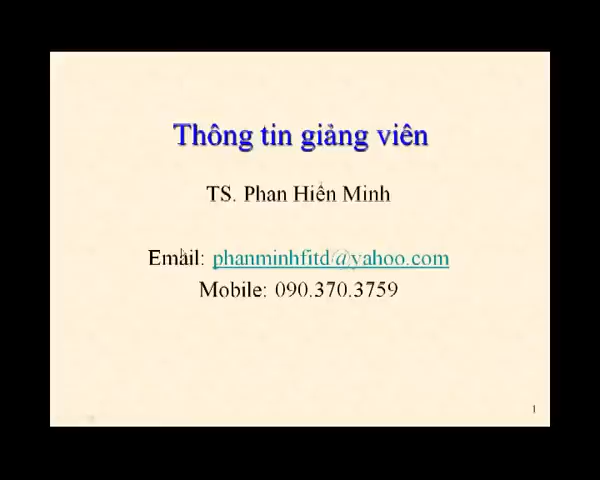 Thông tin giảng viên
TS. Phan Hiền Minh
Email: phanminhfitd@yahoo.com
Mobile: 090.370.3759
1